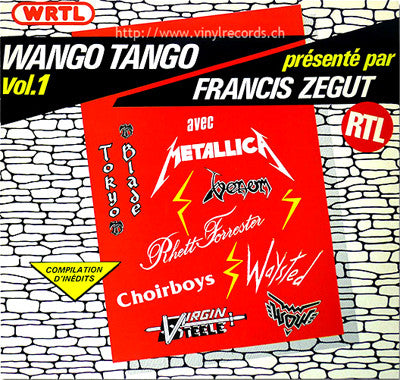 WRTL
http://www.vinylrecords.ch
WANGO TANGO
Vol.1
présenté par
FRANCIS ZEGUT
RTL
avec
METALLICA
Tokyo
Blade
Venom
Rhett Forrester
Choirboys
Waysted
COMPILATION
D'INÉDITS
VIRGIN
STEELE
WOW